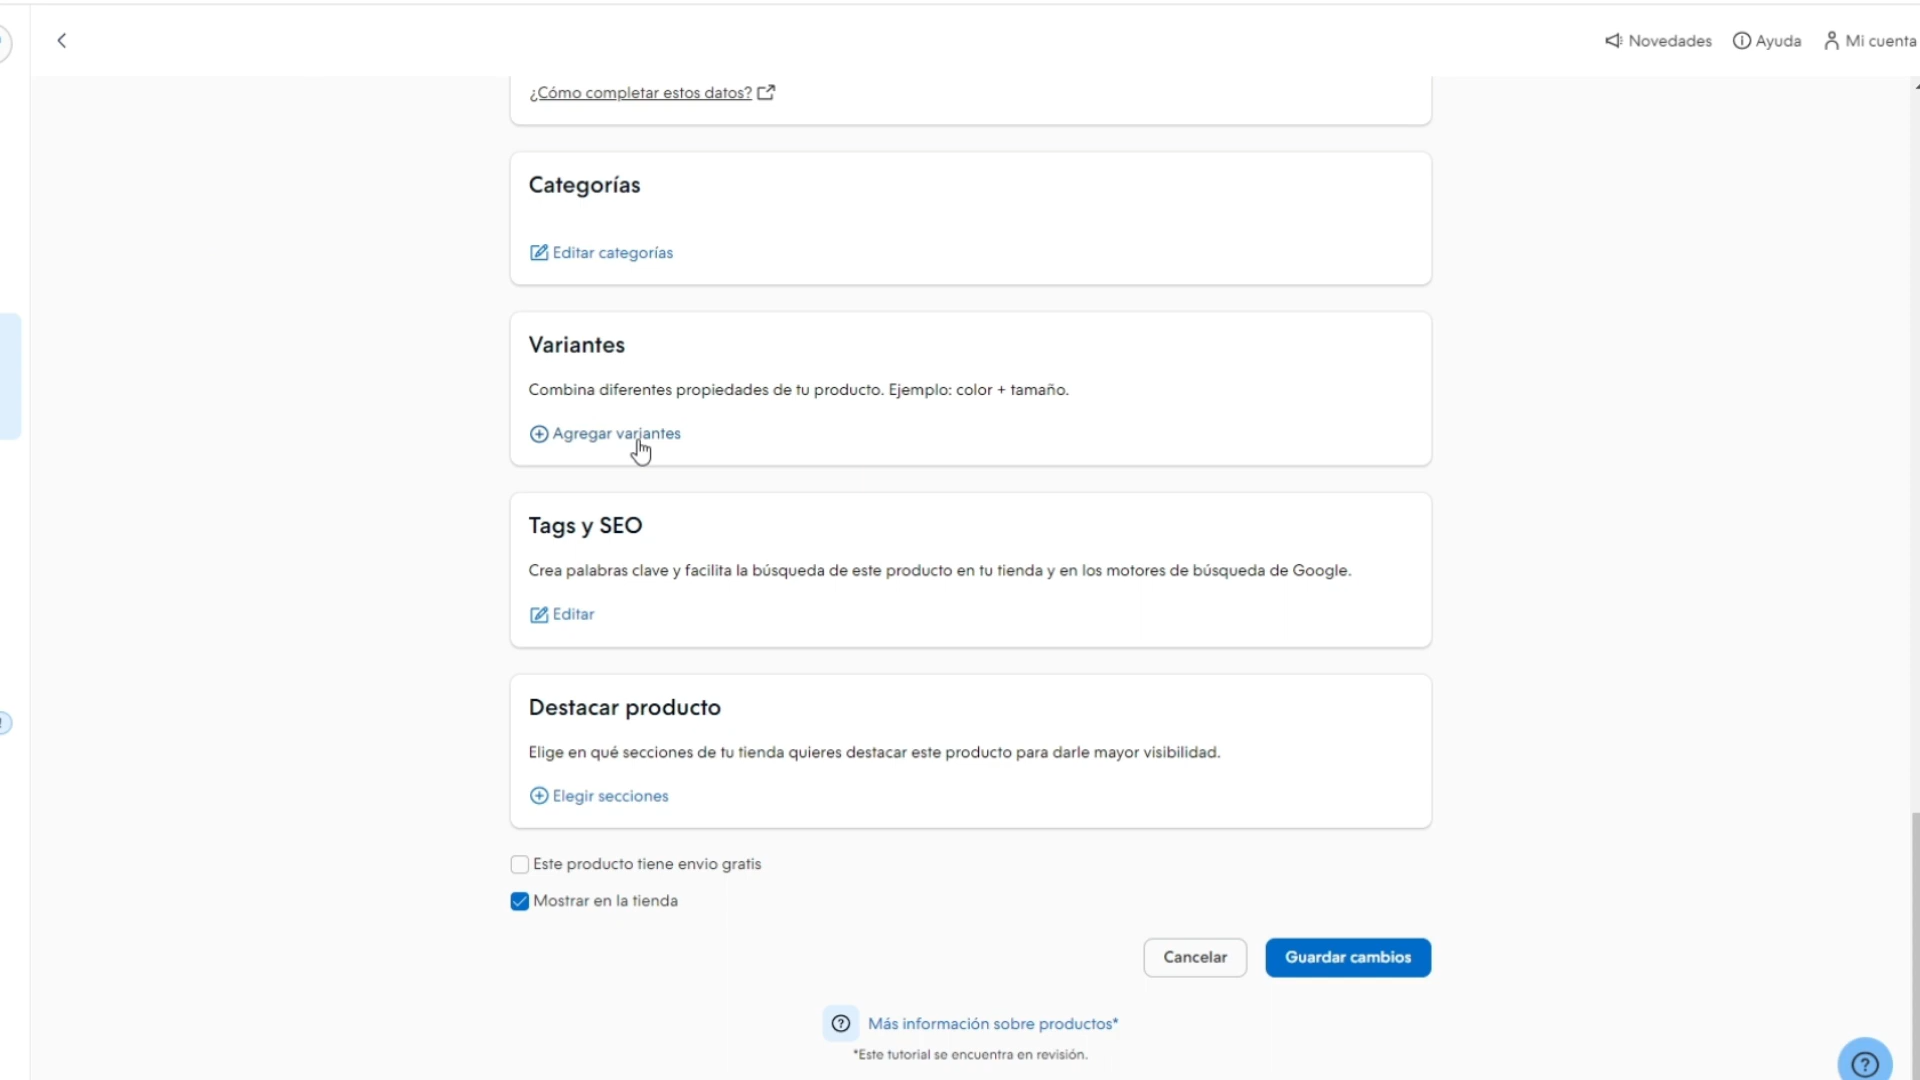 Novedades
Ayuda
Mi cuenta
¿Cómo completar estos datos?
Categorías
Editar categorías
Variantes
Combina diferentes propiedades de tu producto. Ejemplo: color + tamaño.
Agregar variantes
Tags y SEO
Crea palabras clave y facilita la búsqueda de este producto en tu tienda y en los motores de búsqueda de Google.
Editar
Destacar producto
Elige en qué secciones de tu tienda quieres destacar este producto para darle mayor visibilidad.
Elegir secciones
Este producto tiene envio gratis
Mostrar en la tienda
Cancelar
Guardar cambios
Más información sobre productos*
*Este tutorial se encuentra en revisión.